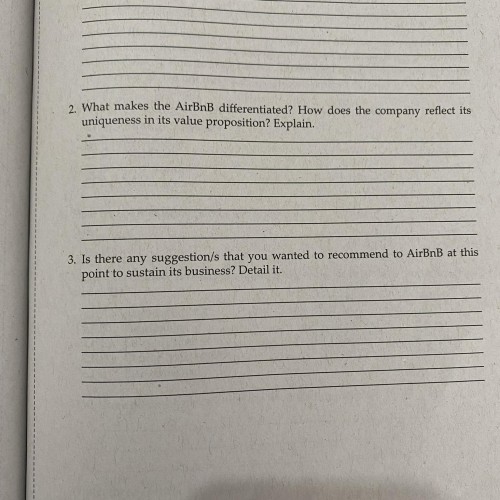 2. What makes the AirBnB differentiated? How does the company reflect its
uniqueness in its value proposition? Explain.
3. Is there any suggestion/s that you wanted to recommend to AirBnB at this
point to sustain its business? Detail it.